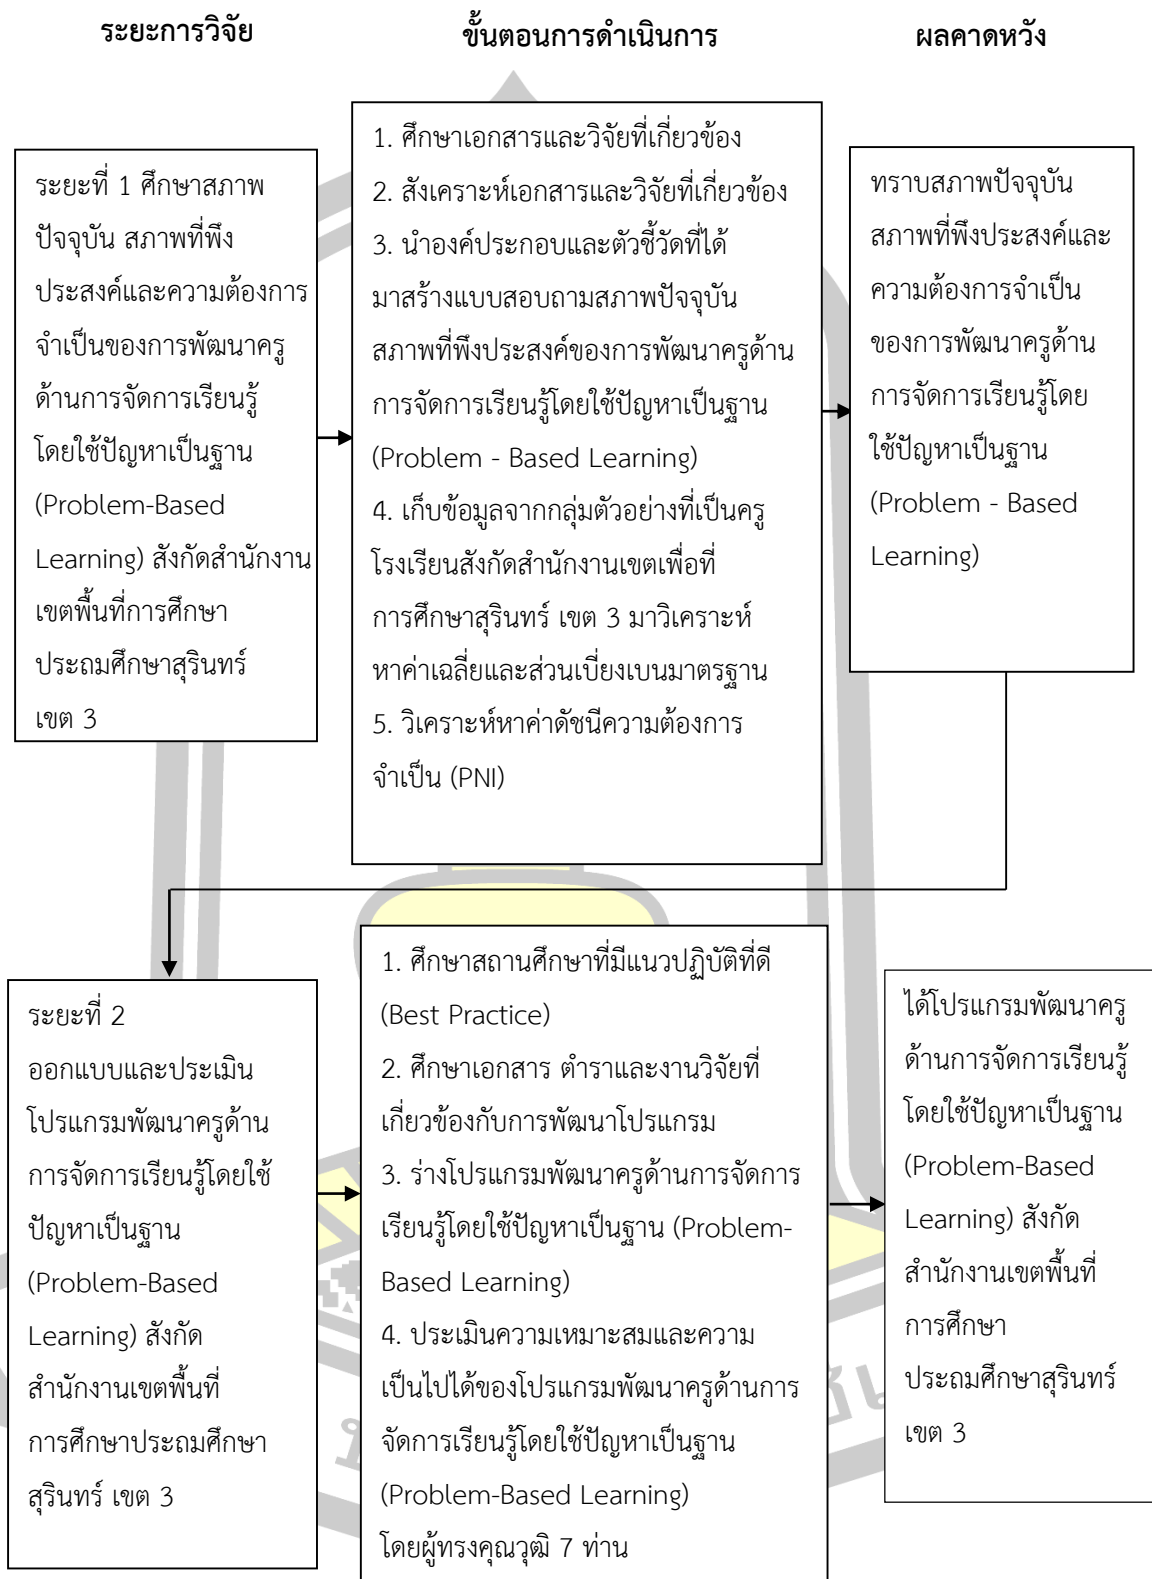 ระยะการวิจัย
ขั้นตอนการดำเนินการ
ผลคาดหวัง
ระยะที่ 1 ศึกษาสภาพ
ปัจจุบัน สภาพที่พึง
ประสงค์และความต้องการ
จำเป็นของการพัฒนาครู
ด้านการจัดการเรียนรู้
โดยใช้ปัญหาเป็นฐาน
(Problem-Based
Learning) สังกัดสำนักงาน
เขตพื้นที่การศึกษา
ประถมศึกษาสุรินทร์
เขต 3
1. ศึกษาเอกสารและวิจัยที่เกี่ยวข้อง
2. สังเคราะห์เอกสารและวิจัยที่เกี่ยวข้อง
3. นำองค์ประกอบและตัวชี้วัดที่ได้
มาสร้างแบบสอบถามสภาพปัจจุบัน
สภาพที่พึงประสงค์ของการพัฒนาครูด้าน
การจัดการเรียนรู้โดยใช้ปัญหาเป็นฐาน
(Problem - Based Learning)
4. เก็บข้อมูลจากกลุ่มตัวอย่างที่เป็นครู
โรงเรียนสังกัดสำนักงานเขตเพื่อที่
การศึกษาสุรินทร์ เขต 3 มาวิเคราะห์
หาค่าเฉลี่ยและส่วนเบี่ยงเบนมาตรฐาน
5. วิเคราะห์หาค่าดัชนีความต้องการ
จำเป็น (PNI)
ทราบสภาพปัจจุบัน
สภาพที่พึงประสงค์และ
ความต้องการจำเป็น
ของการพัฒนาครูด้าน
การจัดการเรียนรู้โดย
ใช้ปัญหาเป็นฐาน
(Problem - Based
Learning)
ระยะที่ 2
ออกแบบและประเมิน
โปรแกรมพัฒนาครูด้าน
การจัดการเรียนรู้โดยใช้
ปัญหาเป็นฐาน
(Problem-Based
Learning) สังกัด
สำนักงานเขตพื้นที่
การศึกษาประถมศึกษา
สุรินทร์ เขต 3
1. ศึกษาสถานศึกษาที่มีแนวปฏิบัติที่ดี
(Best Practice)
2. ศึกษาเอกสาร ตำราและงานวิจัยที่
เกี่ยวข้องกับการพัฒนาโปรแกรม
3. ร่างโปรแกรมพัฒนาครูด้านการจัดการ
เรียนรู้โดยใช้ปัญหาเป็นฐาน (Problem-
Based Learning)
4. ประเมินความเหมาะสมและความ
เป็นไปได้ของโปรแกรมพัฒนาครูด้านการ
จัดการเรียนรู้โดยใช้ปัญหาเป็นฐาน
(Problem-Based Learning)
โดยผู้ทรงคุณวุฒิ 7 ท่าน
ได้โปรแกรมพัฒนาครู
ด้านการจัดการเรียนรู้
โดยใช้ปัญหาเป็นฐาน
(Problem-Based
Learning) สังกัด
สำนักงานเขตพื้นที่
การศึกษา
ประถมศึกษาสุรินทร์
เขต 3